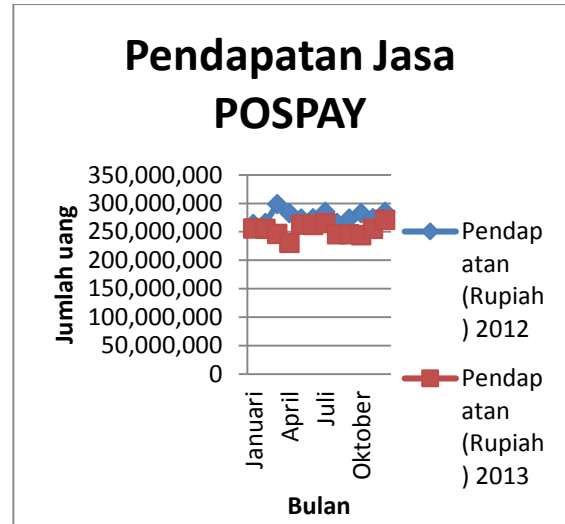 Pendapatan Jasa
POSPAY
350,000,000
300,000,000
250,000,000
200,000,000
150,000,000
100,000,000
50,000,000
0
Jumlah uang
Januari
April
Juli
Oktober
Bulan
Pendap
atan
(Rupiah
) 2012
Pendap
atan
(Rupiah
) 2013